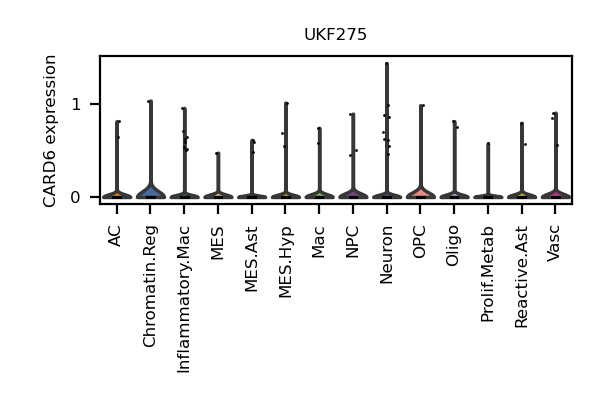 UKF275
CARD6 expression
1
0
AC
Chromatin.Reg
Inflammatory.Mac
MES
MES.Ast
MES.Hyp
Mac
NPC
Neuron
OPC
Oligo
Prolif.Metab
Reactive.Ast
Vasc